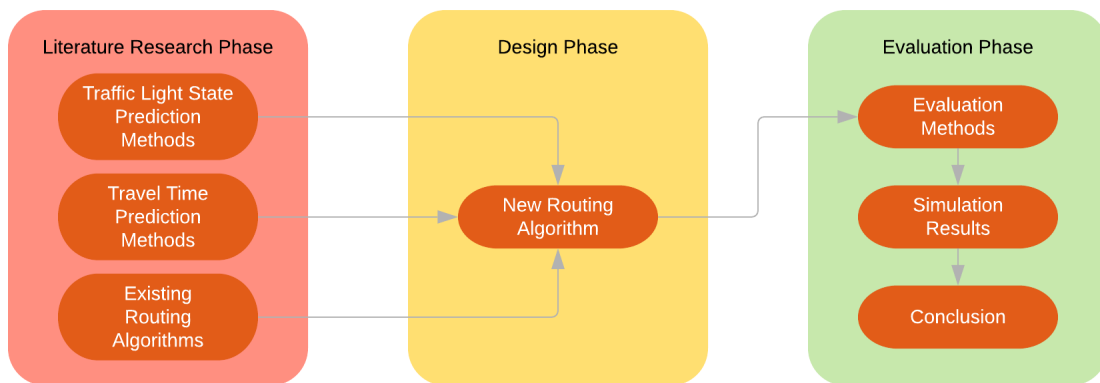 Literature Research Phase
Traffic Light State
Prediction
Methods
Travel Time
Prediction
Methods
Existing
Routing
Algorithms
Design Phase
New Routing
Algorithm
Evaluation Phase
Evaluation
Methods
Simulation
Results
Conclusion